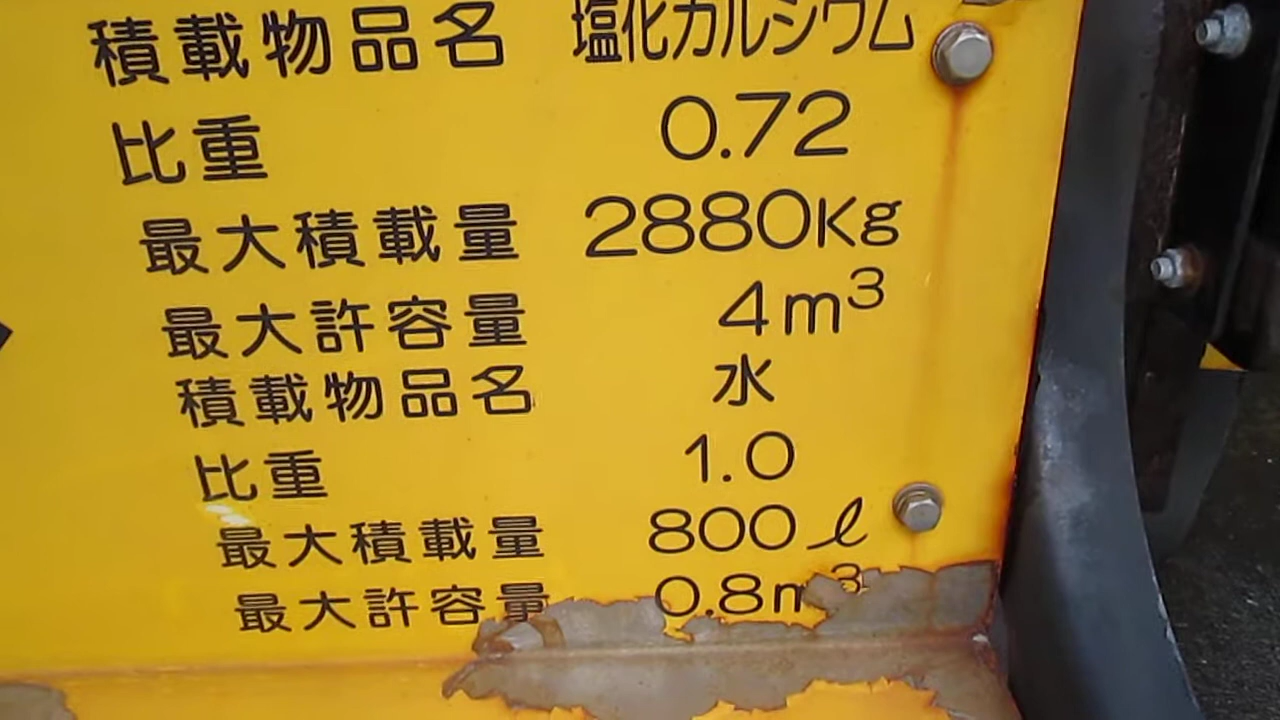 積載物品名 塩化カルシウム
比重 0.72
最大積載量 2880Kg
最大許容量 4m³
積載物品名 水
比重 1.0
最大積載量 800ℓ
最大許容量 0.8m³